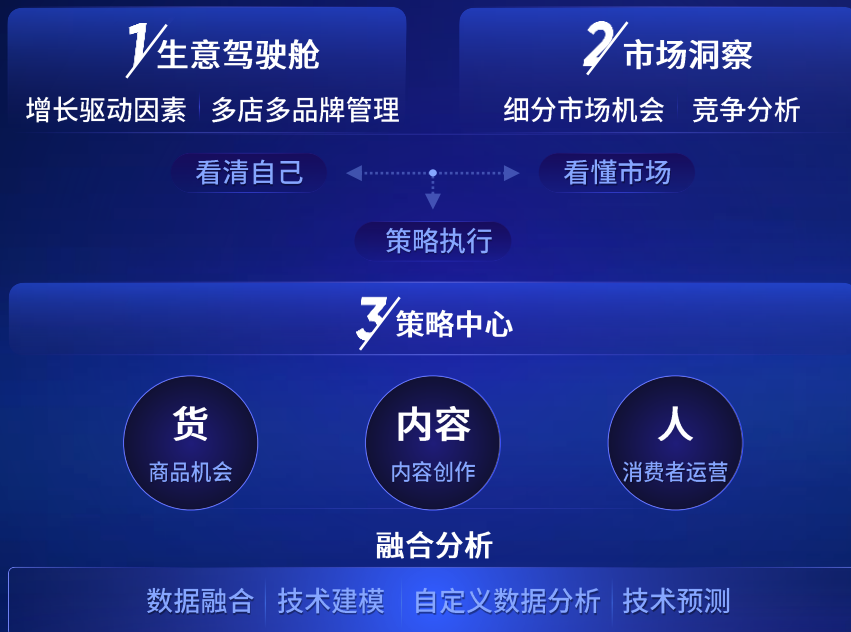 1 生意驾驶舱
增长驱动因素 多店多品牌管理
2 市场洞察
细分市场机会 竞争分析
看清自己
看懂市场
策略执行
3 策略中心
货
商品机会
内容
内容创作
人
消费者运营
融合分析
数据融合 技术建模 自定义数据分析 技术预测